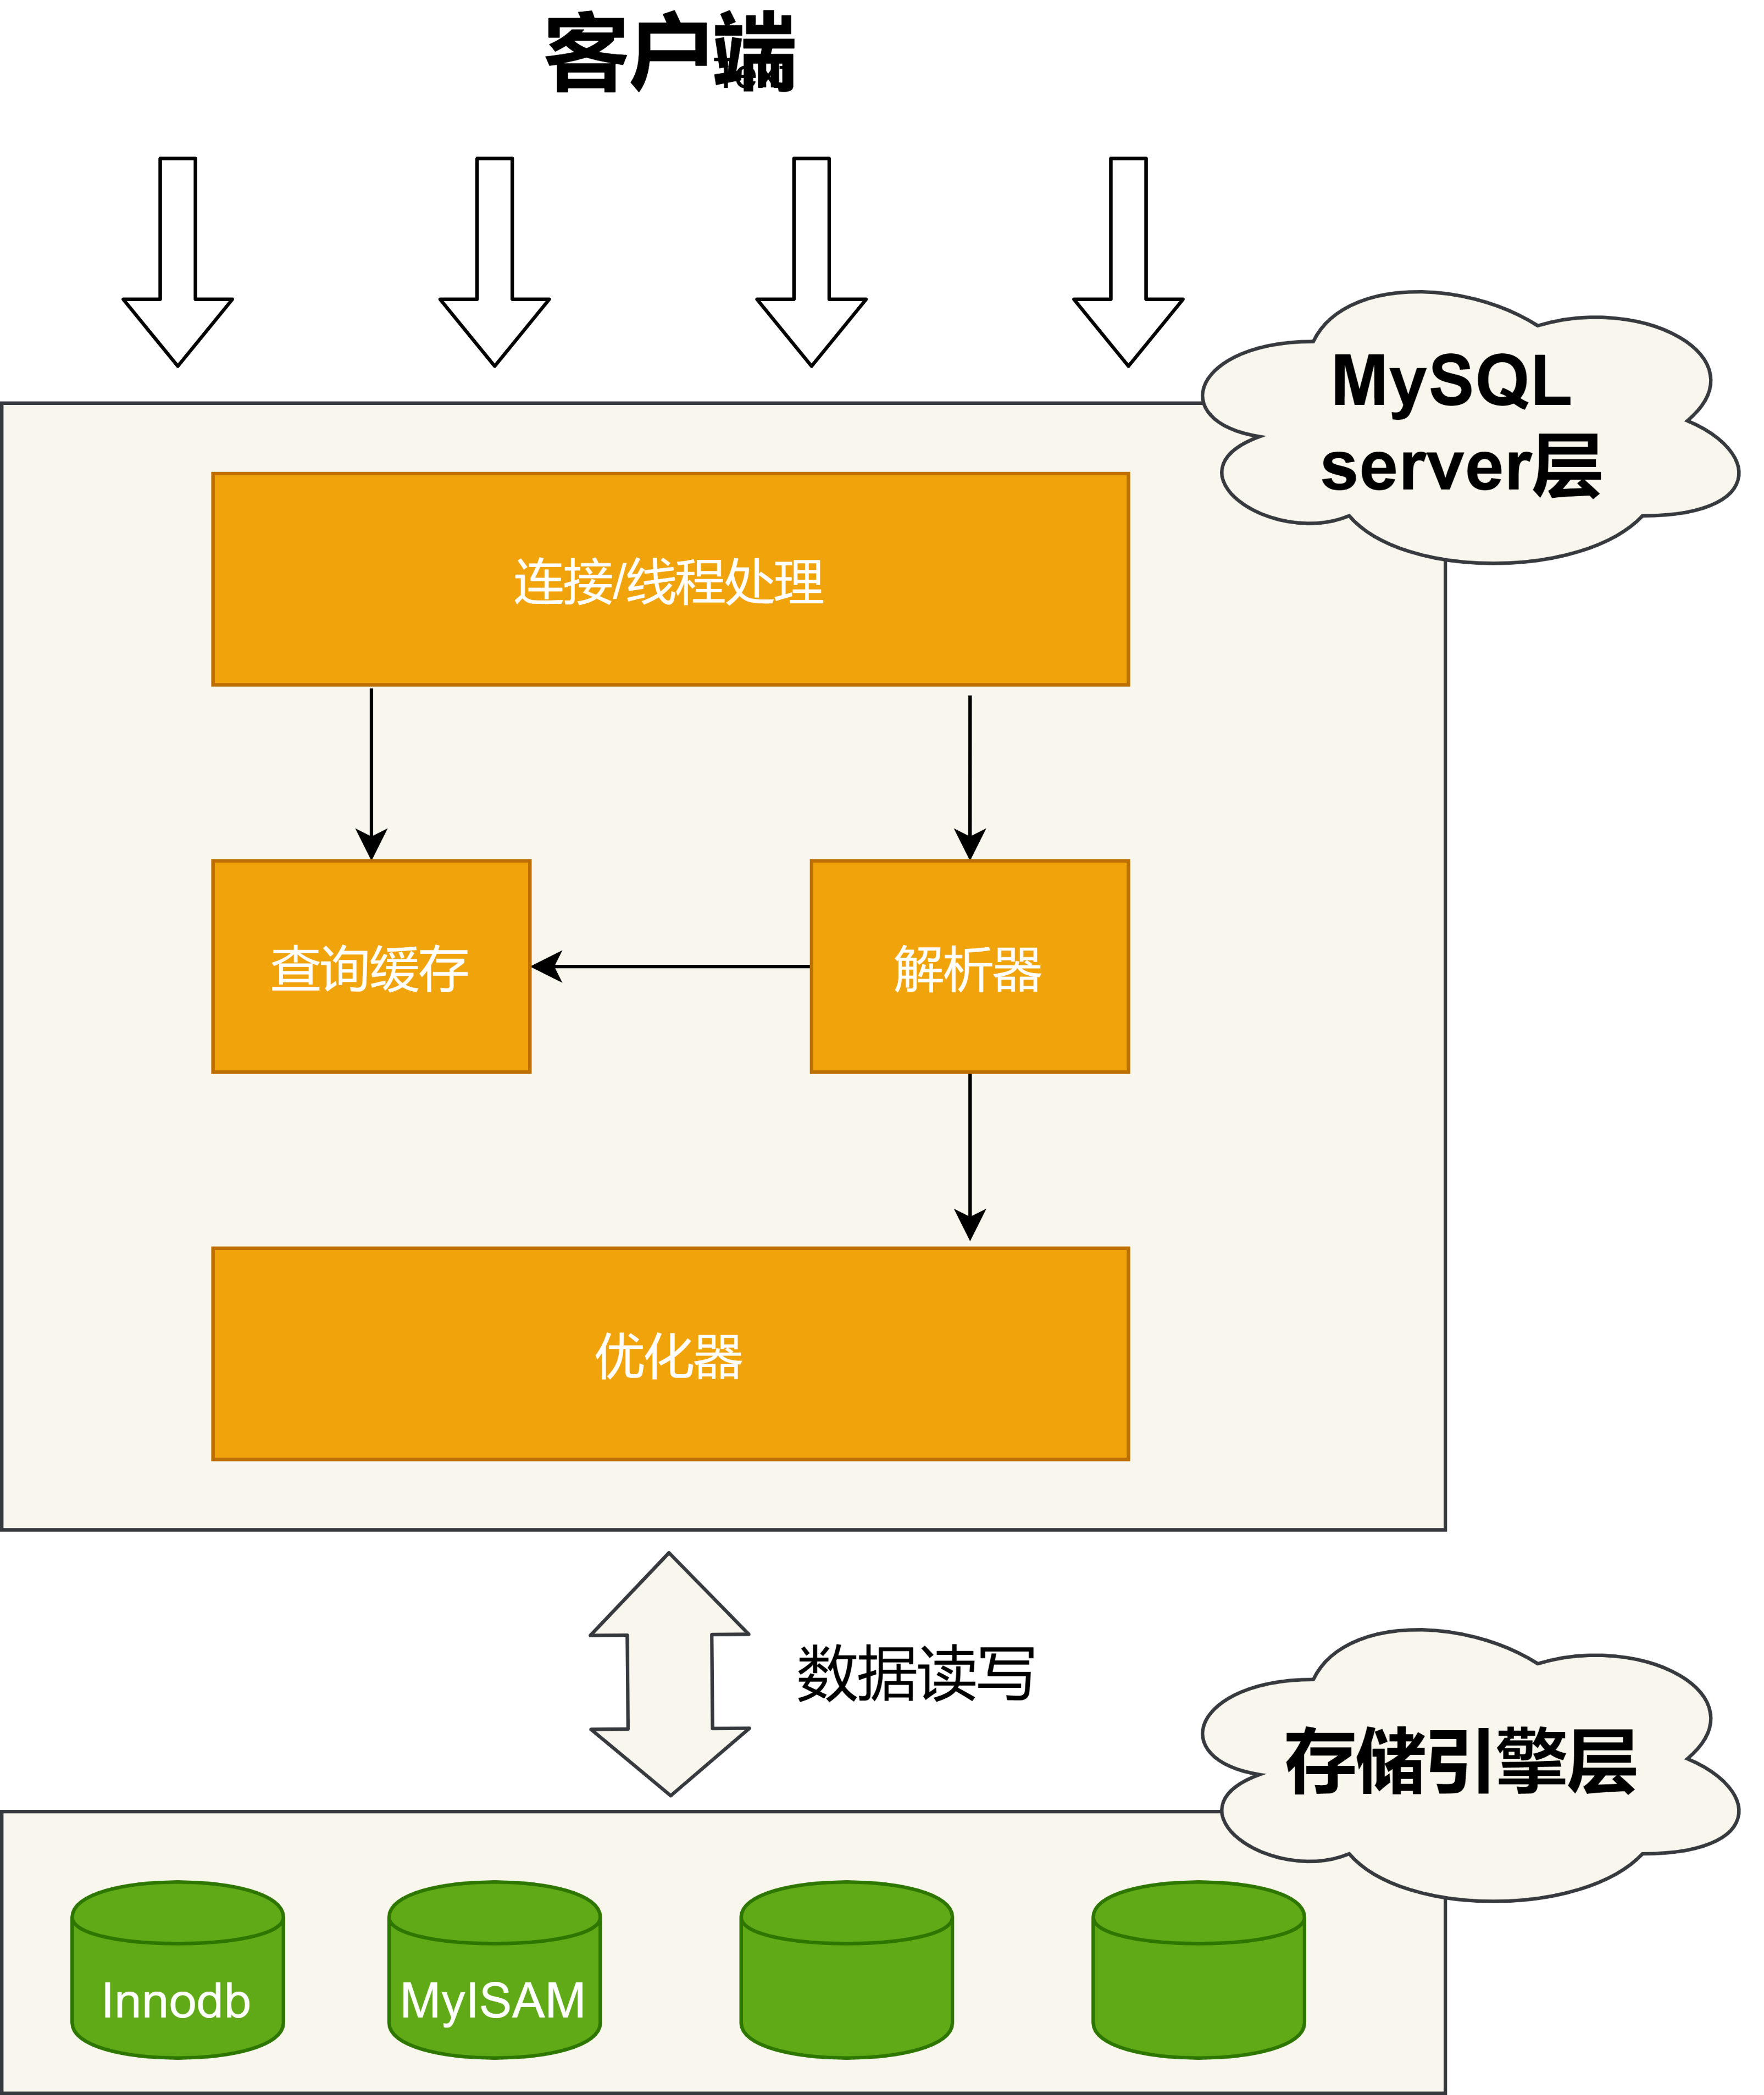 客户端
MySQL
server层
连接/线程处理
查询缓存
解析器
优化器
数据读写
存储引擎层
Innodb
MyISAM